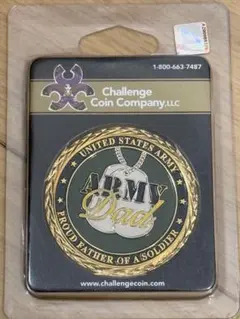 1-800-663-7487
Challenge
Coin Company,LLC
UNITED STATES ARMY
ARMY
Dad
PROUD FATHER OF A SOLDIER
www.challengecoin.com